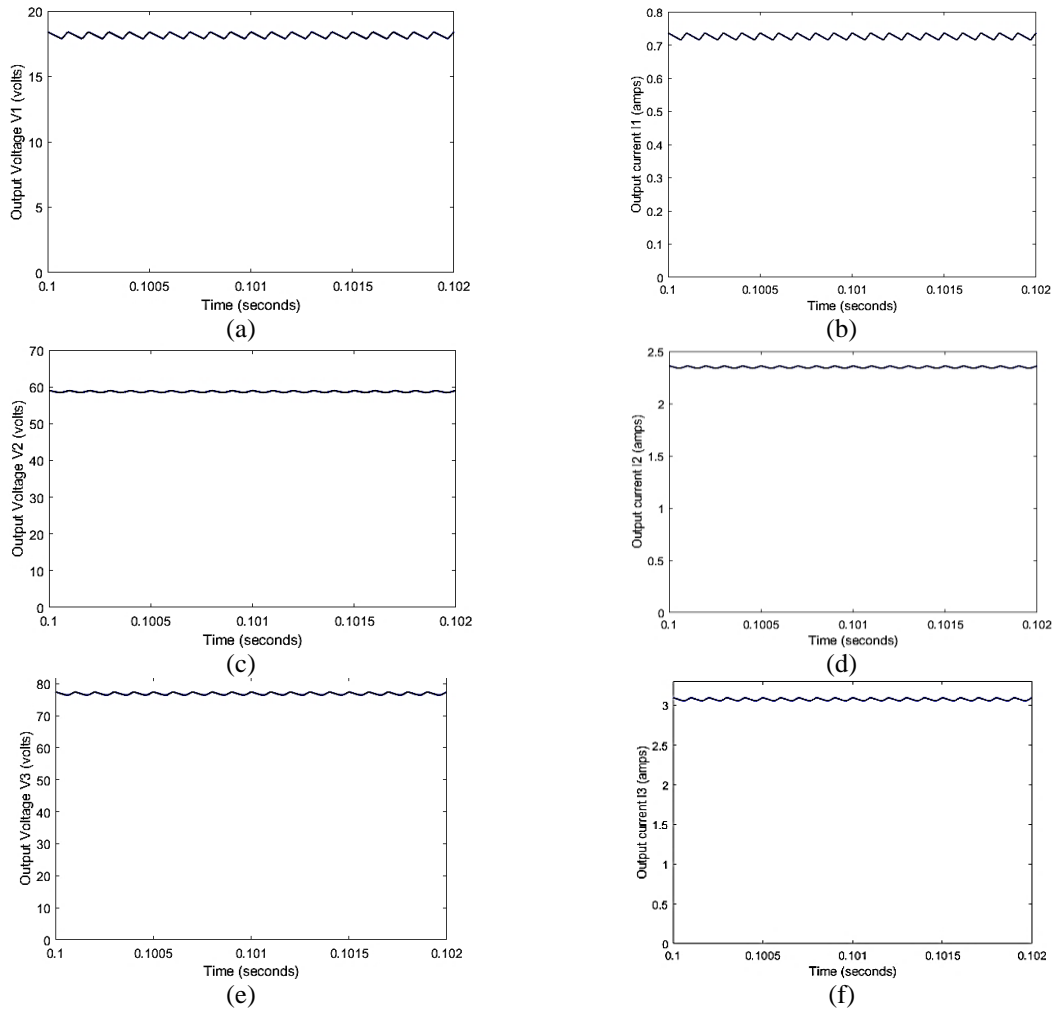 20
15
10
5
0
Output Voltage V1 (volts)
0.1 0.1005 0.101 0.1015 0.102
Time (seconds)
(a)
0.8
0.7
0.6
0.5
0.4
0.3
0.2
0.1
0
Output current I1 (amps)
0.1 0.1005 0.101 0.1015 0.102
Time (seconds)
(b)
70
60
50
40
30
20
10
0
Output Voltage V2 (volts)
0.1 0.1005 0.101 0.1015 0.102
Time (seconds)
(c)
2.5
2
1.5
1
0.5
0
Output current I2 (amps)
0.1 0.1005 0.101 0.1015 0.102
Time (seconds)
(d)
80
70
60
50
40
30
20
10
0
Output Voltage V3 (volts)
0.1 0.1005 0.101 0.1015 0.102
Time (seconds)
(e)
3
2.5
2
1.5
1
0.5
0
Output current I3 (amps)
0.1 0.1005 0.101 0.1015 0.102
Time (seconds)
(f)